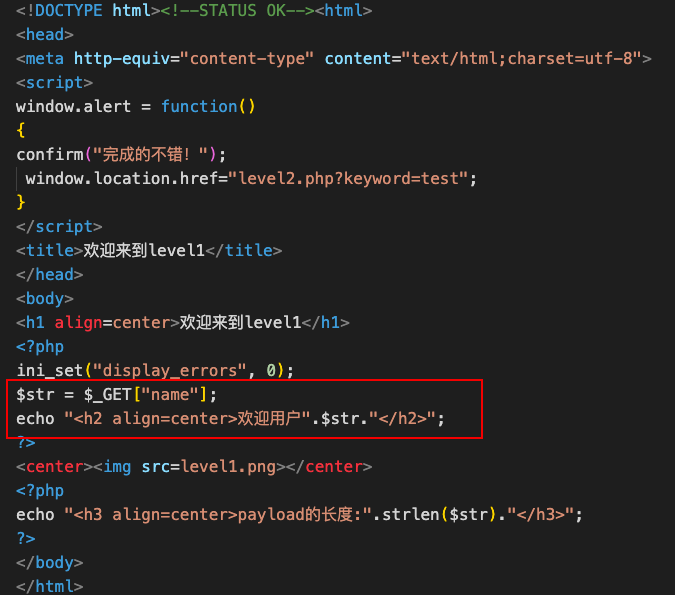 <!DOCTYPE html><!--STATUS OK--><html>
<head>
<meta http-equiv="content-type" content="text/html;charset=utf-8">
<script>
window.alert = function()
{
confirm("完成的不错！");
 window.location.href="level2.php?keyword=test";
}
</script>
<title>欢迎来到level1</title>
</head>
<body>
<h1 align=center>欢迎来到level1</h1>
<?php
ini_set("display_errors", 0);
$str = $_GET["name"];
echo "<h2 align=center>欢迎用户".$str."</h2>";
?>
<center><img src=level1.png></center>
<?php
echo "<h3 align=center>payload的长度:".strlen($str)."</h3>";
?>
</body>
</html>